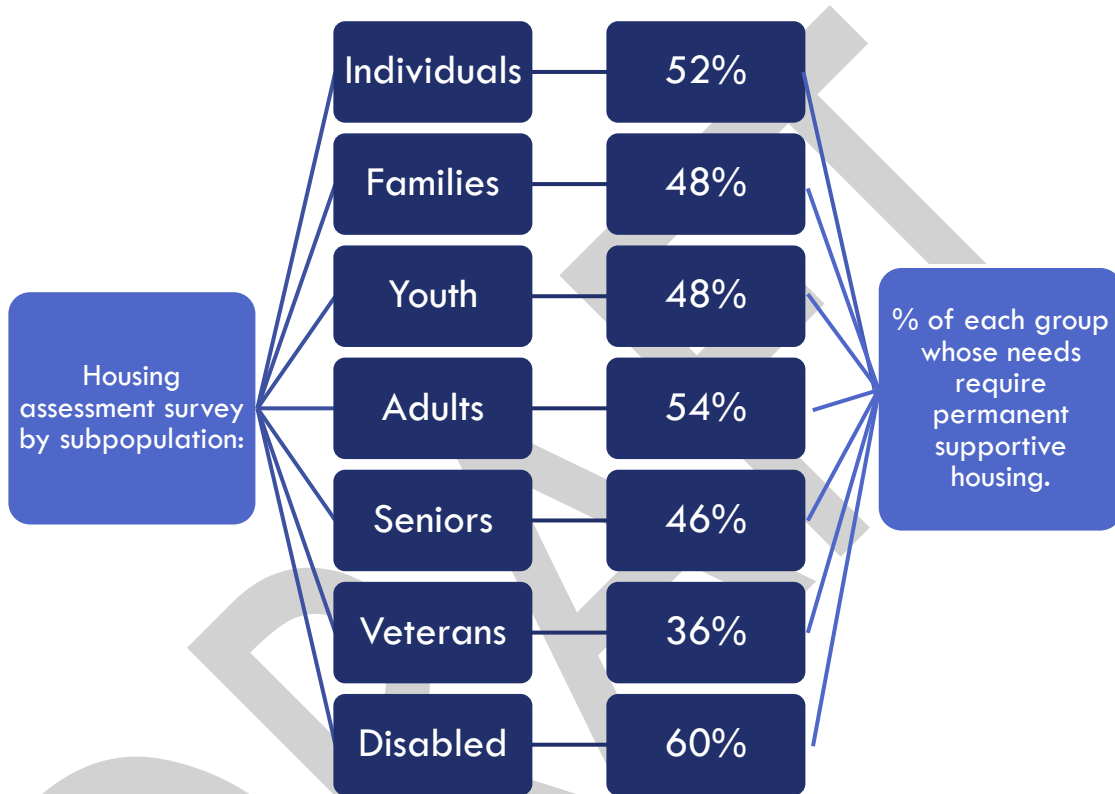 Individuals
52%
Families
48%
Youth
48%
Housing
assessment survey
by subpopulation:
Adults
54%
% of each group
whose needs
require
permanent
supportive
housing.
Seniors
46%
Veterans
36%
Disabled
60%
DRAFT